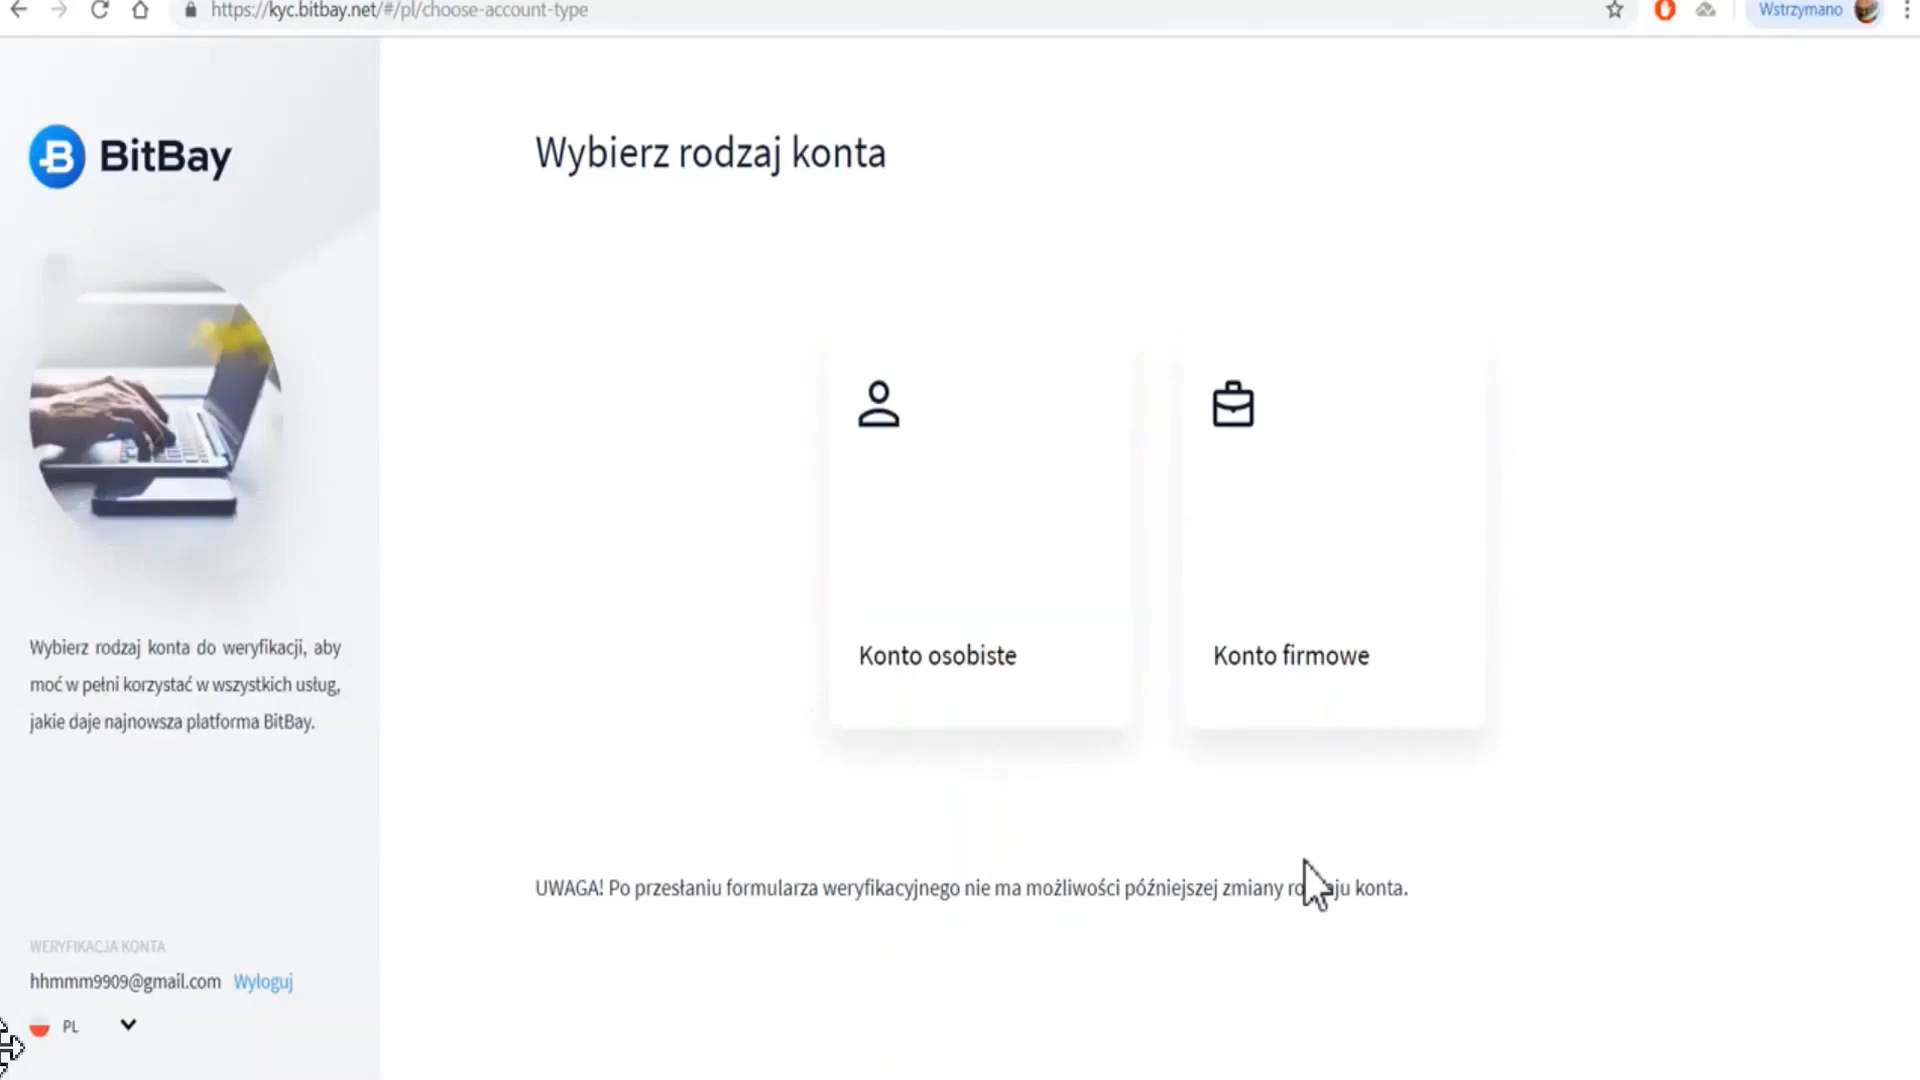 https://kyc.bitbay.net/#/pl/choose-account-type
Wstrzymano
BitBay
Wybierz rodzaj konta
Konto osobiste
Konto firmowe
Wybierz rodzaj konta do weryfikacji, aby
moć w pełni korzystać w wszystkich usług,
jakie daje najnowsza platforma BitBay.
UWAGA! Po przesłaniu formularza weryfikacyjnego nie ma możliwości późniejszej zmiany rodzaju konta.
WERYFIKACJA KONTA
hhmmm9909@gmail.com Wyloguj
PL